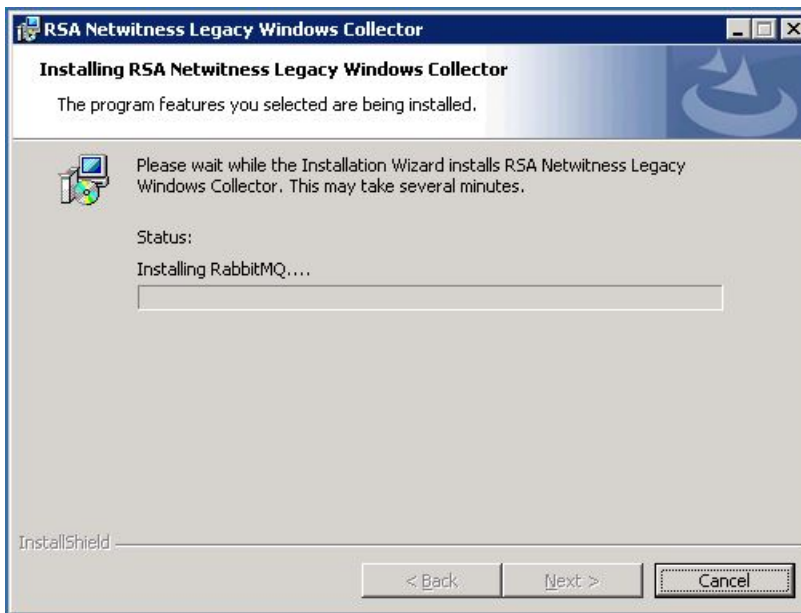 RSA Netwitness Legacy Windows Collector
Installing RSA Netwitness Legacy Windows Collector
The program features you selected are being installed.
Please wait while the Installation Wizard installs RSA Netwitness Legacy
Windows Collector. This may take several minutes.
Status:
Installing RabbitMQ....
InstallShield
< Back
Next >
Cancel